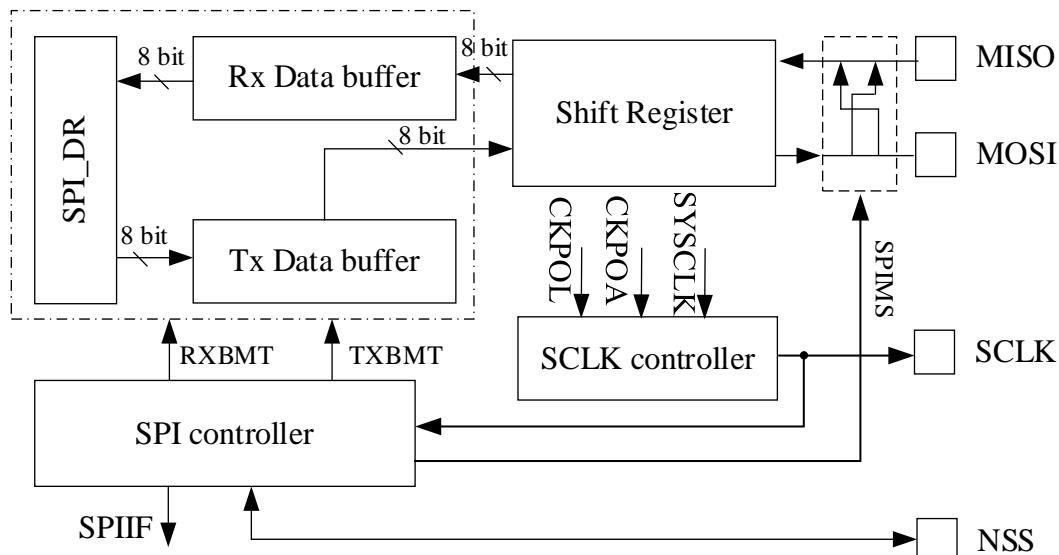 8 bit
Rx Data buffer
8 bit
Shift Register
MISO
SPI_DR
8 bit
MOSI
8 bit
Tx Data buffer
CKPOL
CKPOA
SYSCLK
SPIMS
RXBMT
TXBMT
SCLK controller
SCLK
SPI controller
SPIIF
NSS